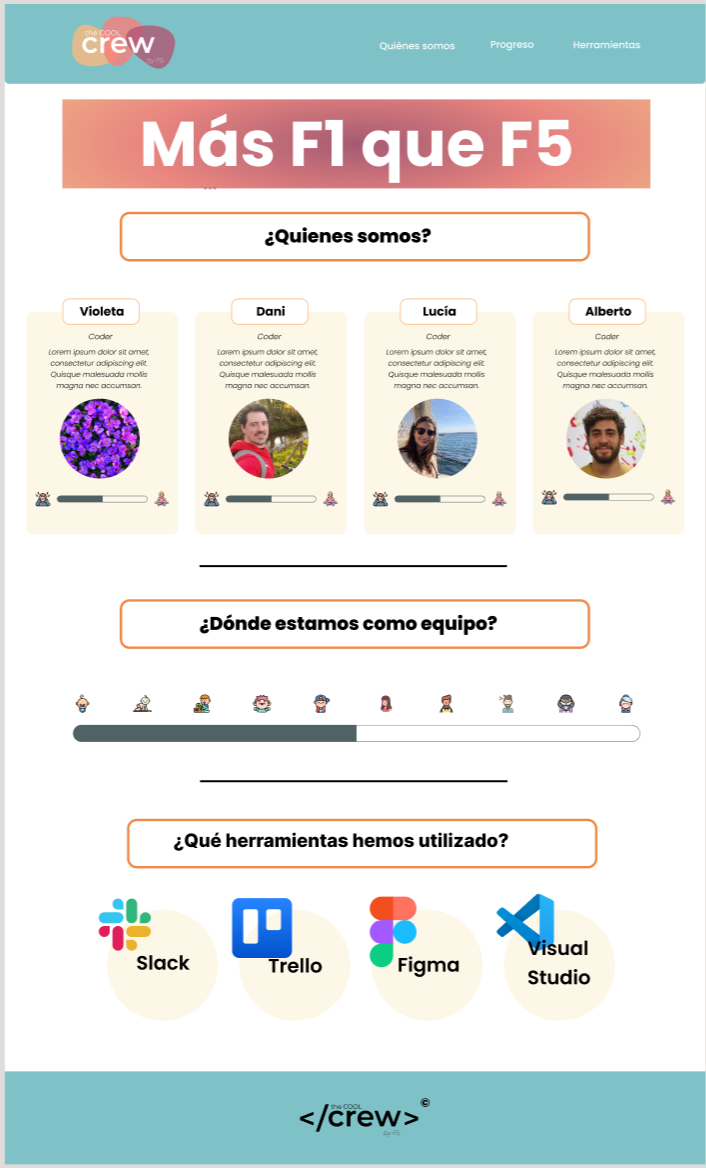 the COOL
crew
by F5
Quiénes somos
Progreso
Herramientas
Más F1 que F5
¿Quienes somos?
Violeta
Coder
Lorem ipsum dolor sit amet,
consectetur adipiscing elit.
Quisque malesuada mollis
magna nec accumsan.
Dani
Coder
Lorem ipsum dolor sit amet,
consectetur adipiscing elit.
Quisque malesuada mollis
magna nec accumsan.
Lucía
Coder
Lorem ipsum dolor sit amet,
consectetur adipiscing elit.
Quisque malesuada mollis
magna nec accumsan.
Alberto
Coder
Lorem ipsum dolor sit amet,
consectetur adipiscing elit.
Quisque malesuada mollis
magna nec accumsan.
¿Dónde estamos como equipo?
¿Qué herramientas hemos utilizado?
Slack
Trello
Figma
Visual
Studio
the COOL
</crew>©
by F5